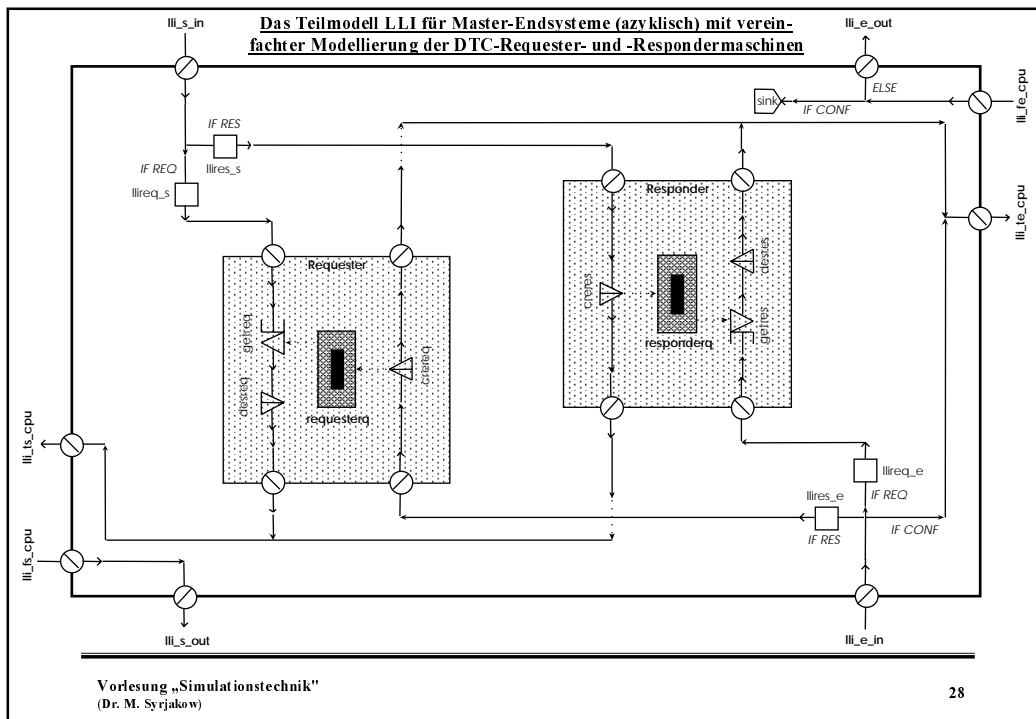 Das Teilmodell LLI für Master-Endsysteme (azyklisch) mit verein-
fachter Modellierung der DTC-Requester- und -Respondermaschinen
lli_s_in
lli_e_out
ELSE
sink
IF CONF
lli_fe_cpu
IF RES
llires_s
IF REQ
llireq_s
Responder
lli_te_cpu
Requester
creres
destes
getres
responderq
getreq
destreq
crereq
requesterq
lli_ts_cpu
llireq_e
IF REQ
llires_e
IF RES
IF CONF
lli_fs_cpu
lli_s_out
lli_e_in
Vorlesung „Simulationstechnik"
(Dr. M. Syrjakow)
28